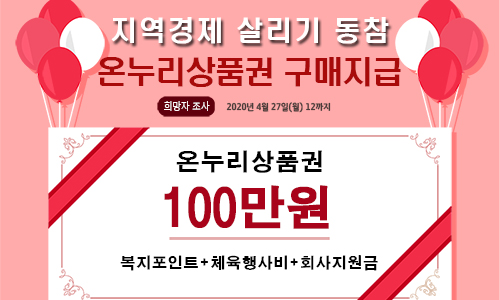 지역경제 살리기 동참
온누리상품권 구매지급
희망자 조사 2020년 4월 27일(월) 12까지
온누리상품권
100만원
복지포인트+체육행사비+회사지원금